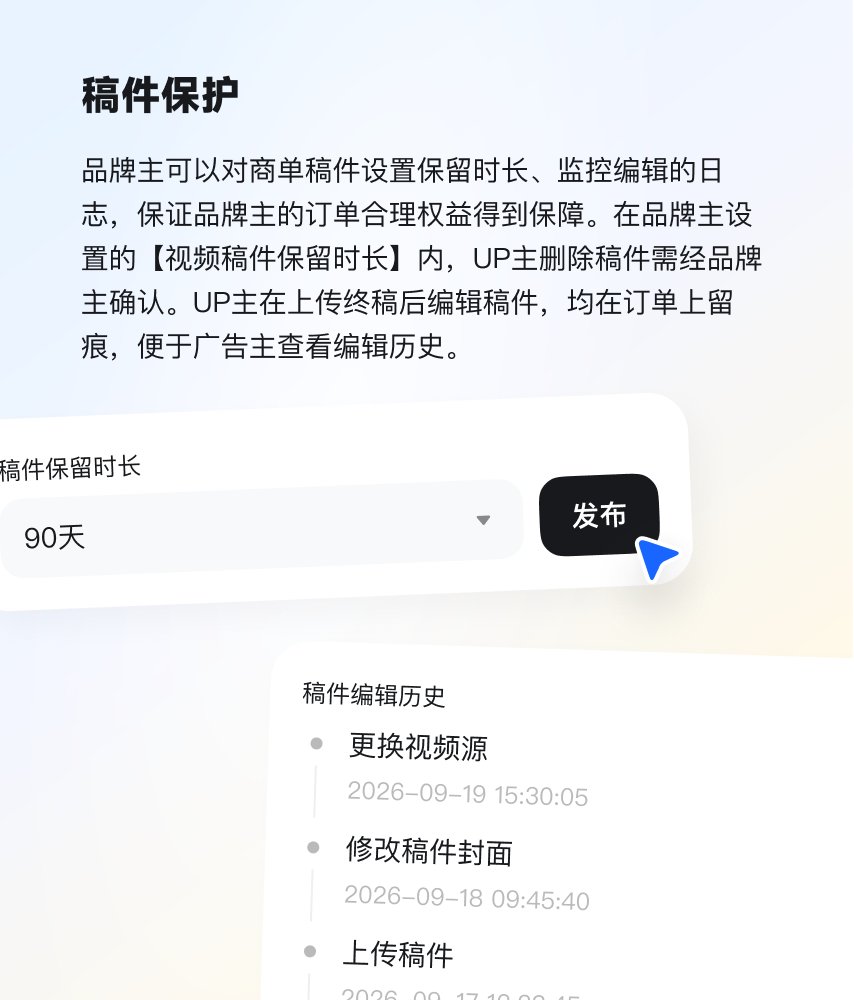 稿件保护
品牌主可以对商单稿件设置保留时长、监控编辑的日
志，保证品牌主的订单合理权益得到保障。在品牌主设
置的【视频稿件保留时长】内，UP主删除稿件需经品牌
主确认。UP主在上传终稿后编辑稿件，均在订单上留
痕，便于广告主查看编辑历史。
稿件保留时长
90天
发布
稿件编辑历史
更换视频源
2026-09-19 15:30:05
修改稿件封面
2026-09-18 09:45:40
上传稿件